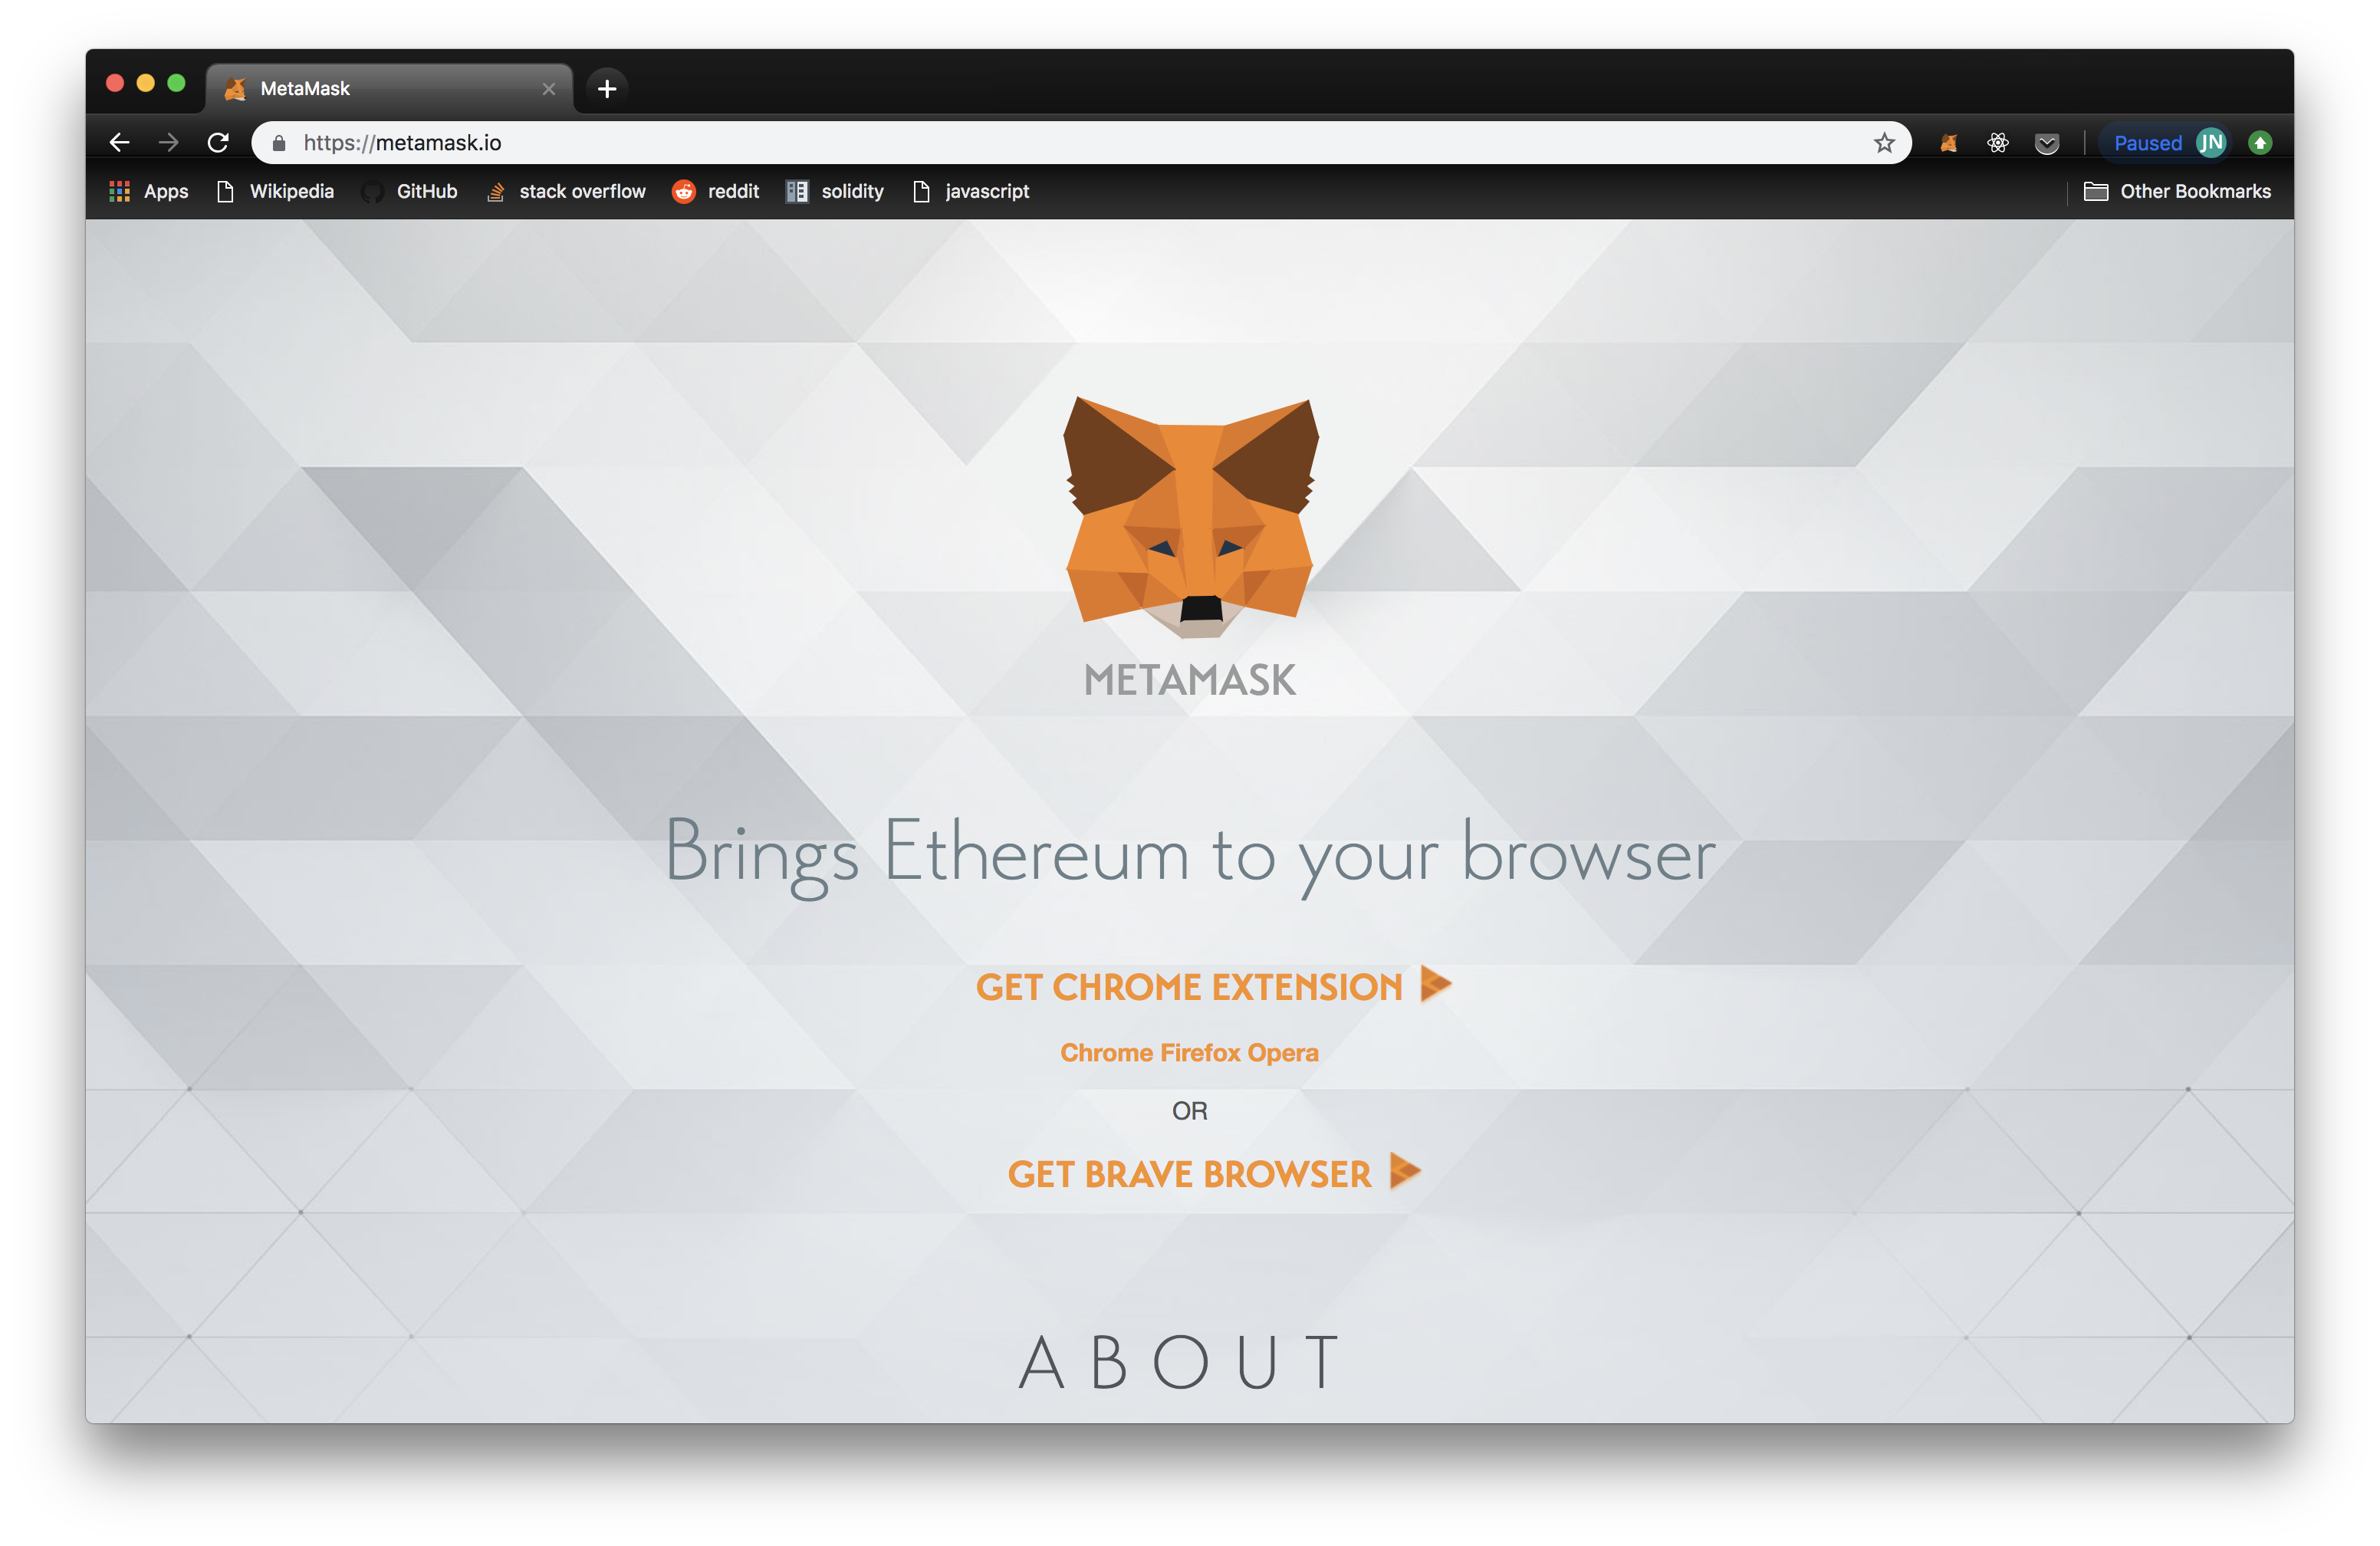 MetaMask
https://metamask.io
Paused JN
Apps Wikipedia GitHub stack overflow reddit solidity javascript Other Bookmarks
METAMASK
Brings Ethereum to your browser
GET CHROME EXTENSION
Chrome Firefox Opera
OR
GET BRAVE BROWSER
ABOUT